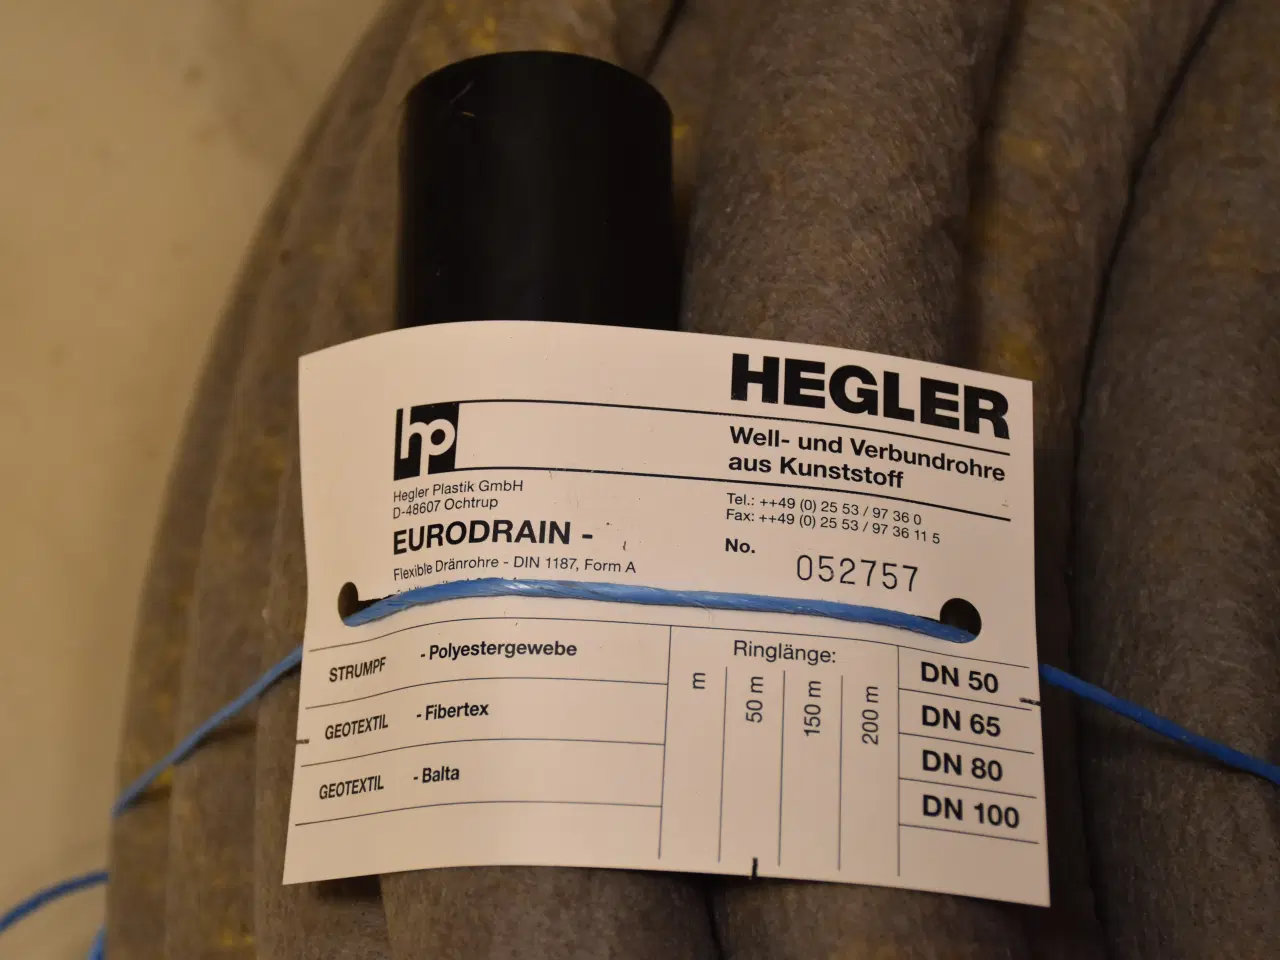 HEGLER
hp
Well- und Verbundrohre
aus Kunststoff
Hegler Plastik GmbH
D-48607 Ochtrup
Tel.: ++49 (0) 25 53 / 97 36 0
Fax: ++49 (0) 25 53 / 97 36 11 5
EURODRAIN -
No. 052757
Flexible Dränrohre - DIN 1187, Form A
STRUMPF - Polyestergewebe
GEOTEXTIL - Fibertex
GEOTEXTIL - Balta
Ringlänge:
m
50 m
150 m
200 m
DN 50
DN 65
DN 80
DN 100